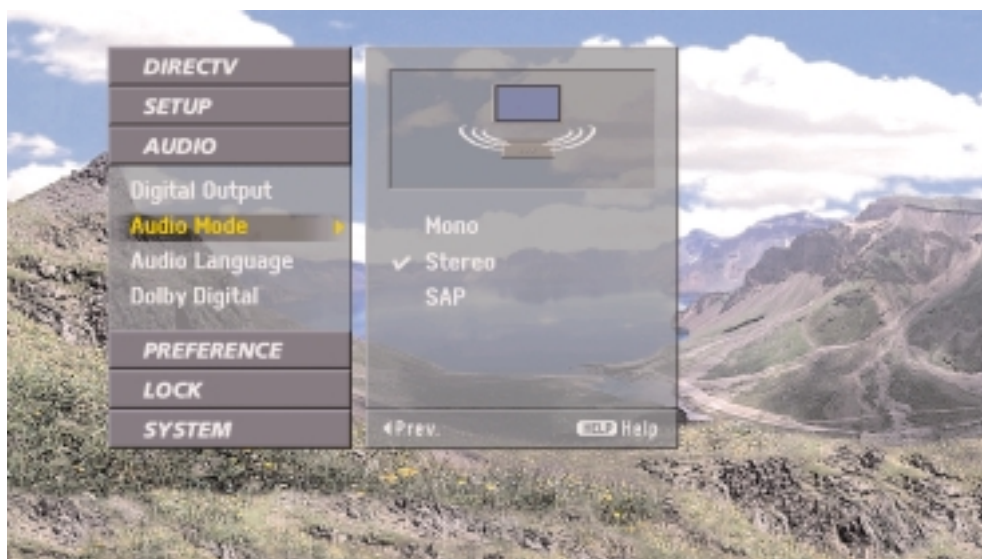 DIRECTV
SETUP
AUDIO
Digital Output
Audio Mode
Audio Language
Dolby Digital
PREFERENCE
LOCK
SYSTEM
Mono
Stereo
SAP
Prev.
HELP Help